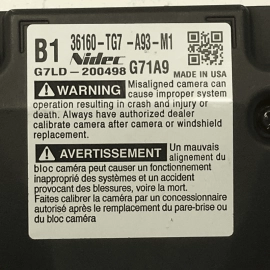 B1 36160-TG7 -A93-M1
Nidec
G7LD-200498 G71A9 MADE IN USA
WARNING Misaligned camera can
cause improper system
operation resulting in crash and injury or
death. Always have authorized dealer
calibrate camera after camera or windshield
replacement.
AVERTISSEMENT Un mauvais
alignement du
bloc caméra peut causer un fonctionnement
inapproprié des systèmes et un accident
provoquant des blessures, voire la mort.
Faites calibrer la caméra par un concessionnaire
autorisé après le remplacement du pare-brise ou
du bloc caméra